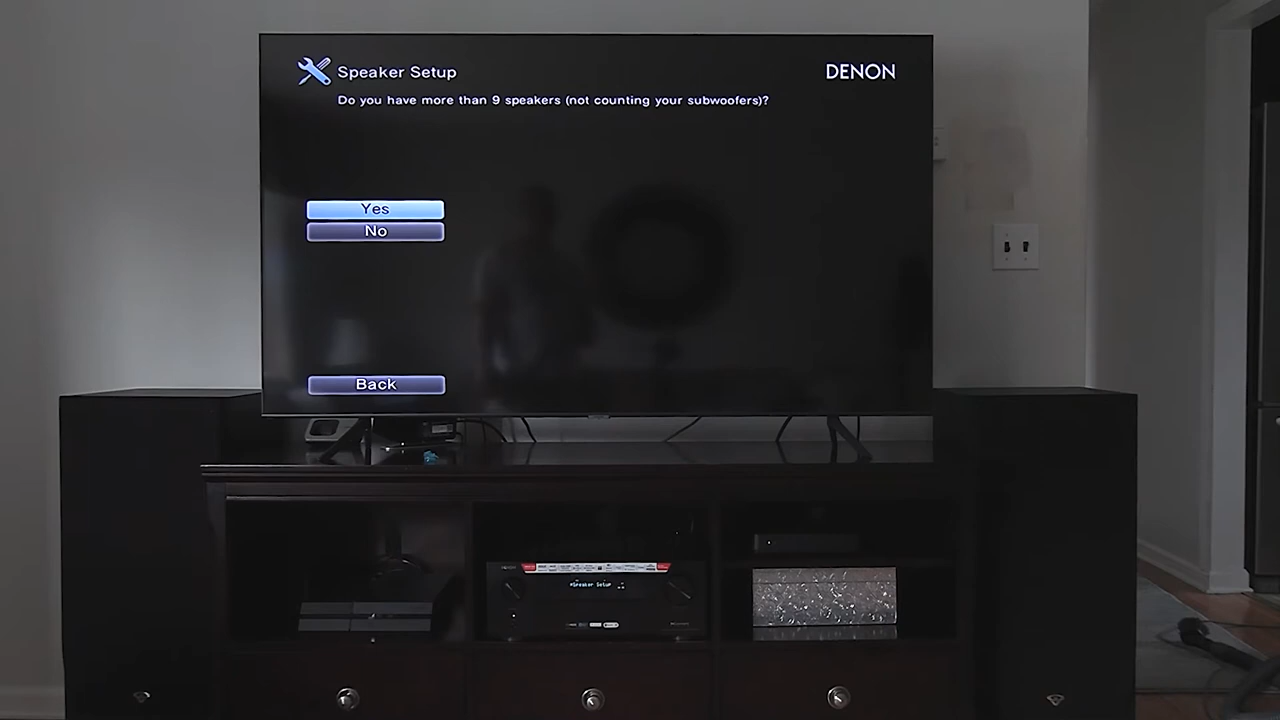 Speaker Setup
DENON
Do you have more than 9 speakers (not counting your subwoofers)?
Yes
No
Back
*Speaker Setup